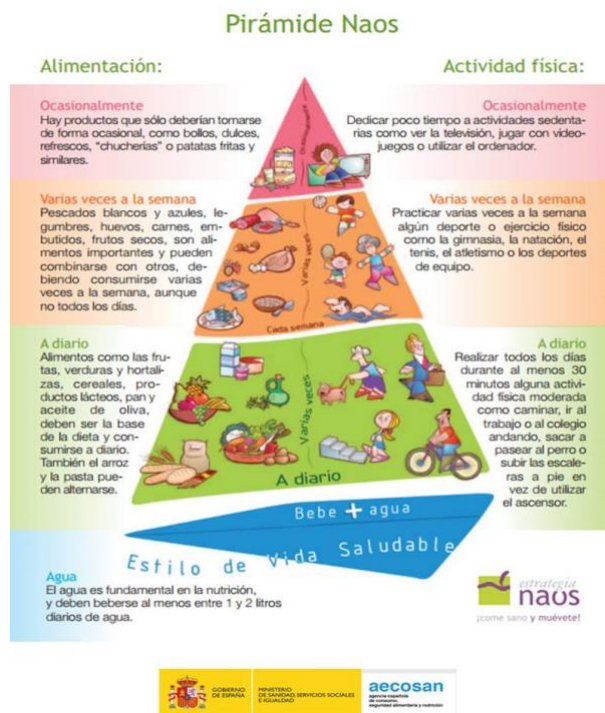 Pirámide Naos
Alimentación:
Ocasionalmente
Hay productos que sólo deberían tomarse
de forma ocasional, como bollos, dulces,
refrescos, "chucherías" o patatas fritas y
similares.
Varias veces a la semana
Pescados blancos y azules, le-
gumbres, huevos, carnes, em-
butidos, frutos secos, son ali-
mentos importantes y pueden
combinarse con otros, de-
biendo consumirse varias
veces a la semana, aunque
no todos los días.
A diario
Alimentos como las fru-
tas, verduras y hortali-
zas, cereales, pro-
ductos lácteos, pan y
aceite de oliva,
deben ser la base
de la dieta y con-
sumirse a diario.
También el arroz
y la pasta pue-
den alternarse.
Agua
El agua es fundamental en la nutrición,
y deben beberse al menos entre 1 y 2 litros
diarios de agua.
Ocasionalmente
Varias veces
Cada semana
Varias veces
A diario
Bebe + agua
Estilo de Vida Saludable
Actividad física:
Ocasionalmente
Dedicar poco tiempo a actividades sedenta-
rias como ver la televisión, jugar con video-
juegos o utilizar el ordenador.
Varias veces a la semana
Practicar varias veces a la semana
algún deporte o ejercicio físico
como la gimnasia, la natación, el
tenis, el atletismo o los deportes
de equipo.
A diario
Realizar todos los días
durante al menos 30
minutos alguna activi-
dad física moderada
como caminar, ir al
trabajo o al colegio
andando, sacar a
pasear al perro o
subir las escale-
ras a pie en
vez de utilizar
el ascensor.
estrategia
naos
¡come sano y muévete!
GOBIERNO
DE ESPAÑA
MINISTERIO
DE SANIDAD, SERVICIOS SOCIALES
E IGUALDAD
aecosan
agencia española
de consumo,
seguridad alimentaria y nutrición